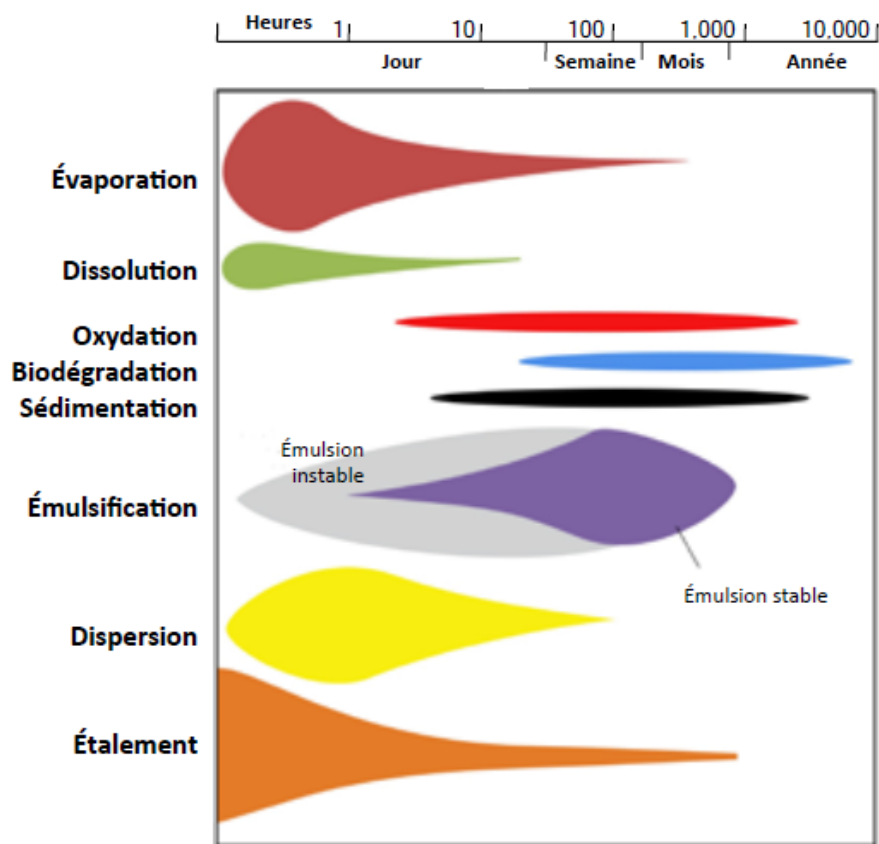 Heures 1 10 100 1.000 10,000
Jour Semaine Mois Année
Évaporation
Dissolution
Oxydation
Biodégradation
Sédimentation
Émulsion
instable
Émulsification
Émulsion stable
Dispersion
Étalement